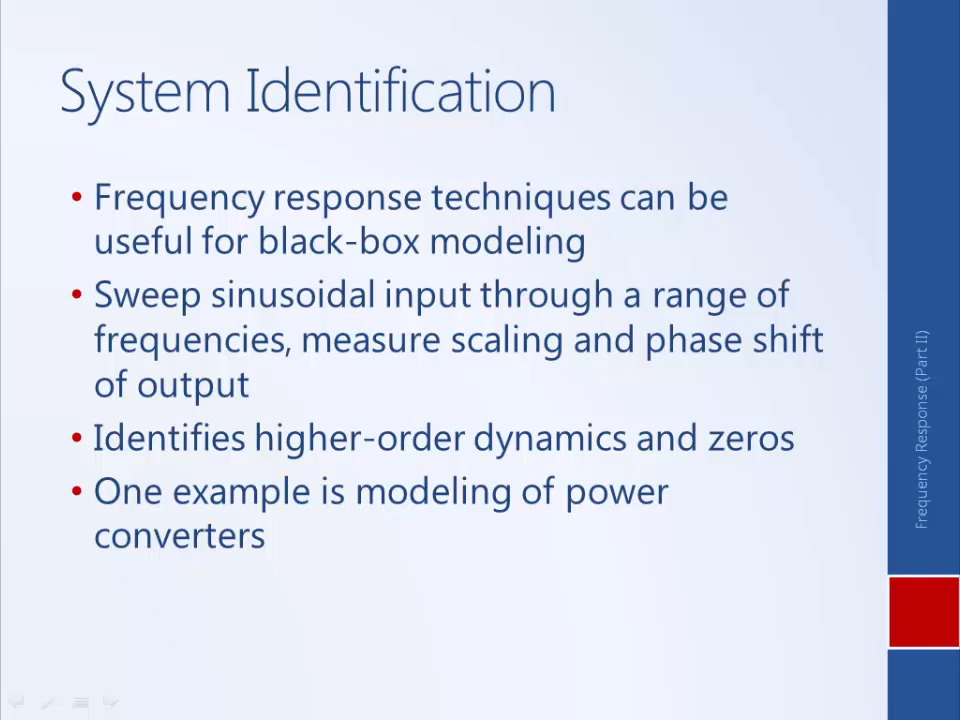 System Identification
• Frequency response techniques can be
useful for black-box modeling
• Sweep sinusoidal input through a range of
frequencies, measure scaling and phase shift
of output
• Identifies higher-order dynamics and zeros
• One example is modeling of power
converters
Frequency Response (Part II)